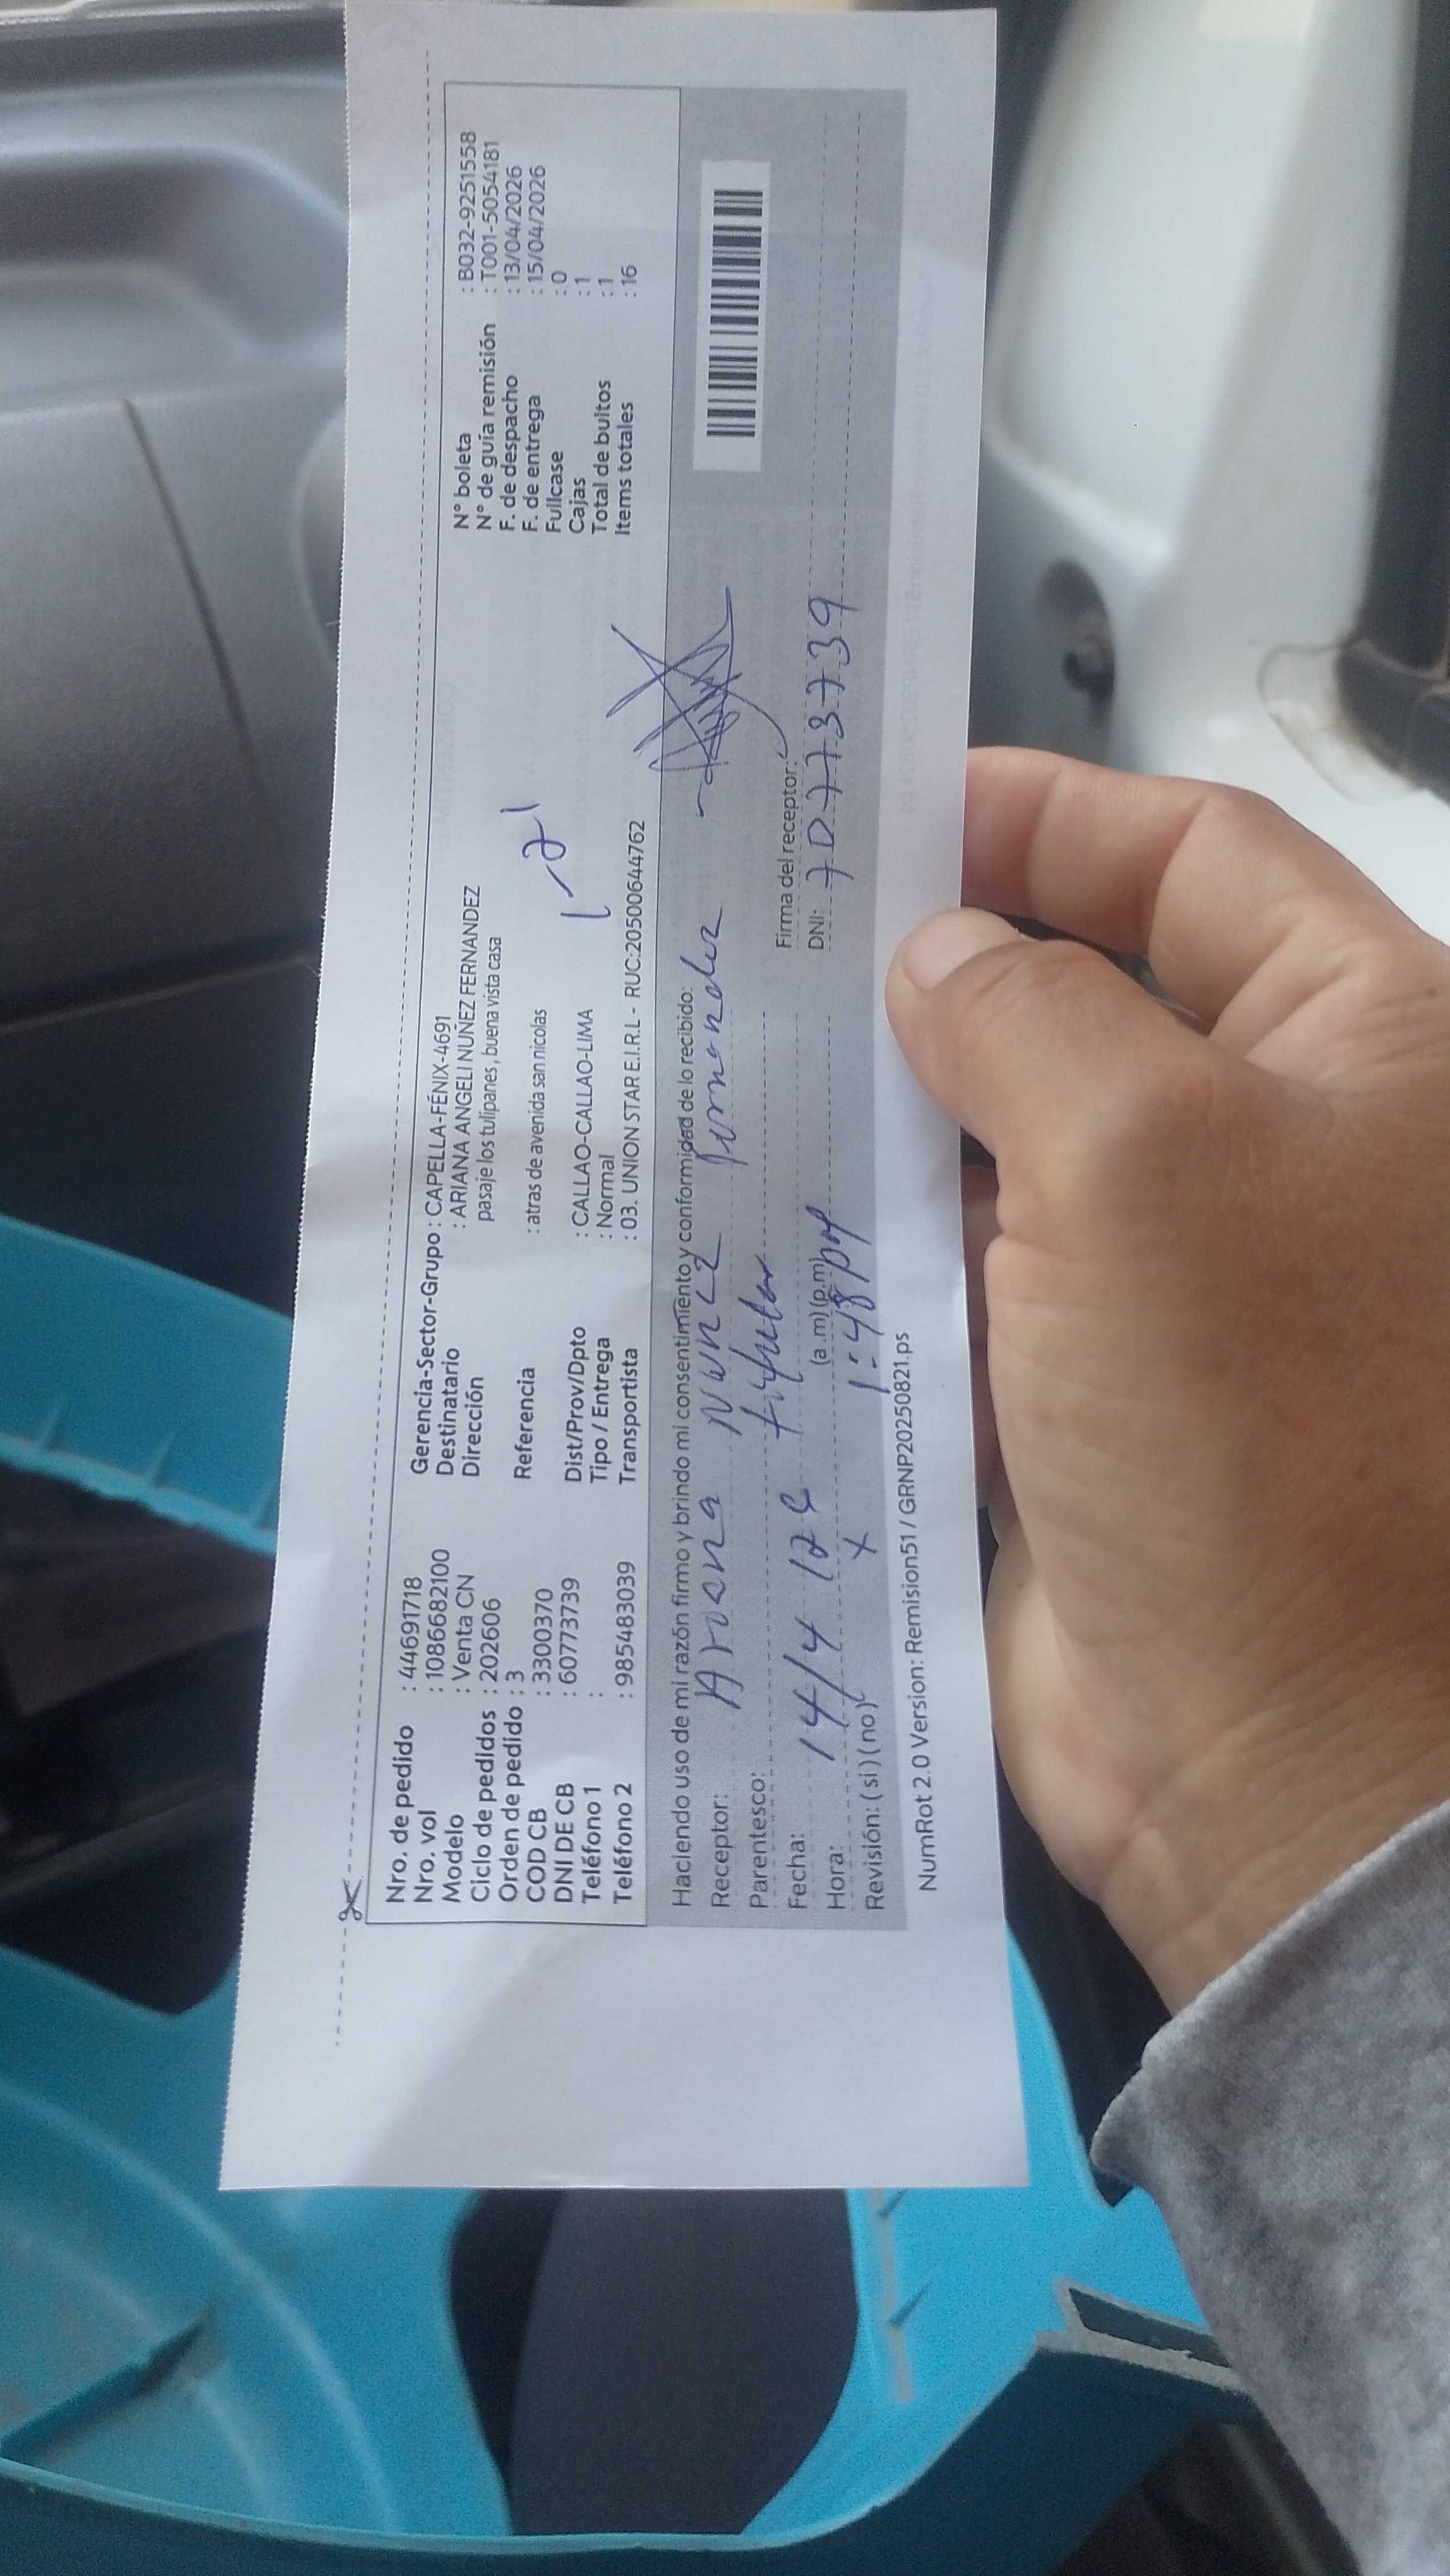 Nro. de pedido : 44691718
Nro. vol : 1086682100
Modelo : Venta CN
Ciclo de pedidos : 202606
Orden de pedido : 3
COD CB : 3300370
DNI DE CB : 60773739
Teléfono 1 :
Teléfono 2 : 985483039
Gerencia-Sector-Grupo : CAPELLA-FÉNIX-4691
Destinatario : ARIANA ANGELI NUÑEZ FERNANDEZ
Dirección pasaje los tulipanes , buena vista casa
Referencia : atras de avenida san nicolas
Dist/Prov/Dpto : CALLAO-CALLAO-LIMA
Tipo / Entrega : Normal
Transportista : 03. UNION STAR E.I.R.L - RUC:20500644762
N° boleta : B032-9251558
N° de guía remisión : T001-5054181
F. de despacho : 13/04/2026
F. de entrega : 15/04/2026
Fullcase : 0
Cajas : 1
Total de bultos : 1
Items totales : 16
Haciendo uso de mi razón firmo y brindo mi consentimiento y conformidad de lo recibido:
Receptor:
Parentesco: titular
Fecha: 14/4
Hora: (a.m) (p.m) 1:48
Revisión: ( si ) ( no ) x
Firma del receptor:
DNI: 70773739
NumRot 2.0 Version: Remision51 / GRNP20250821.ps